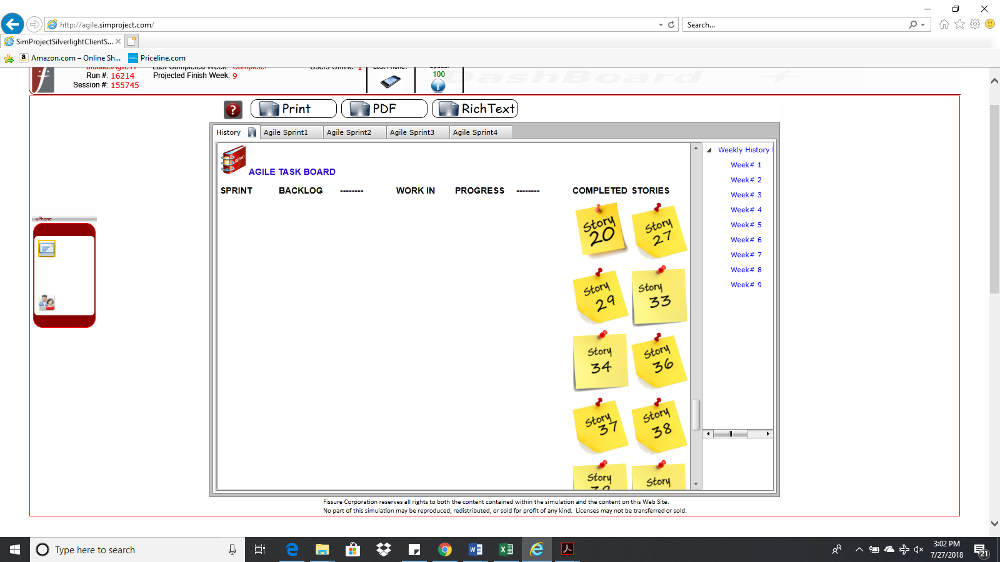 http://agile.simproject.com/
Search...
SimProjectSilverlightClientS...
Amazon.com – Online Sh...
Priceline.com
Last Completed Week: Complete!
Users Online: 1
Run #: 16214
Projected Finish Week: 9
100
Session #: 155745
DashBoard
Print
PDF
RichText
History
Agile Sprint1
Agile Sprint2
Agile Sprint3
Agile Sprint4
REPORT
AGILE TASK BOARD
SPRINT BACKLOG -------- WORK IN PROGRESS -------- COMPLETED STORIES
Story 20
Story 27
Story 29
Story 33
Story 34
Story 36
Story 37
Story 38
Story
Story
Weekly History
Week# 1
Week# 2
Week# 3
Week# 4
Week# 5
Week# 6
Week# 7
Week# 8
Week# 9
uPhone
Fissure Corporation reserves all rights to both the content contained within the simulation and the content on this Web Site.
No part of this simulation may be reproduced, redistributed, or sold for profit of any kind. Licenses may not be transferred or sold.
Type here to search
3:02 PM
7/27/2018
21